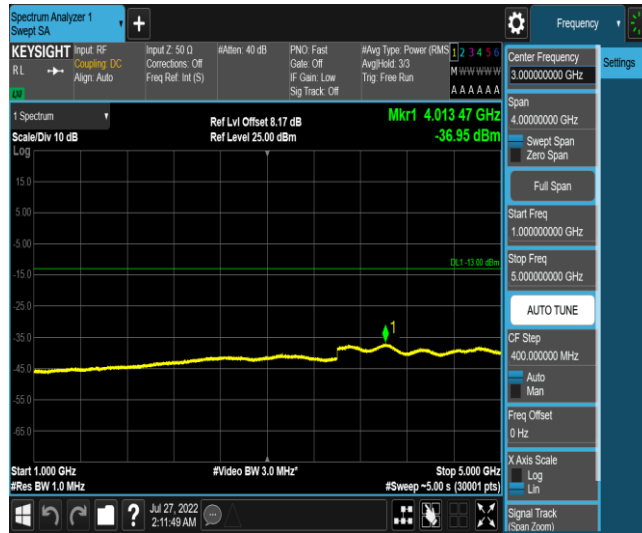 Spectrum Analyzer 1
Swept SA
Frequency
KEYSIGHT
RL
LXI
Input: RF
Coupling: DC
Align: Auto
Input Z: 50 Ω
Corrections: Off
Freq Ref: Int (S)
#Atten: 40 dB
PNO: Fast
Gate: Off
IF Gain: Low
Sig Track: Off
#Avg Type: Power (RMS
Avg|Hold: 3/3
Trig: Free Run
1 2 3 4 5 6
M W W W W W
A A A A A A
1 Spectrum
Scale/Div 10 dB
Log
Ref Lvl Offset 8.17 dB
Ref Level 25.00 dBm
Mkr1 4.013 47 GHz
-36.95 dBm
15.0
5.00
-5.00
-15.0
-25.0
-35.0
-45.0
-55.0
-65.0
DL1 -13.00 dBm
1
Start 1.000 GHz
#Res BW 1.0 MHz
#Video BW 3.0 MHz*
Stop 5.000 GHz
#Sweep ~5.00 s (30001 pts)
Jul 27, 2022
2:11:49 AM
Center Frequency
3.000000000 GHz
Settings
Span
4.00000000 GHz
Swept Span
Zero Span
Full Span
Start Freq
1.000000000 GHz
Stop Freq
5.000000000 GHz
AUTO TUNE
CF Step
400.000000 MHz
Auto
Man
Freq Offset
0 Hz
X Axis Scale
Log
Lin
Signal Track
(Span Zoom)